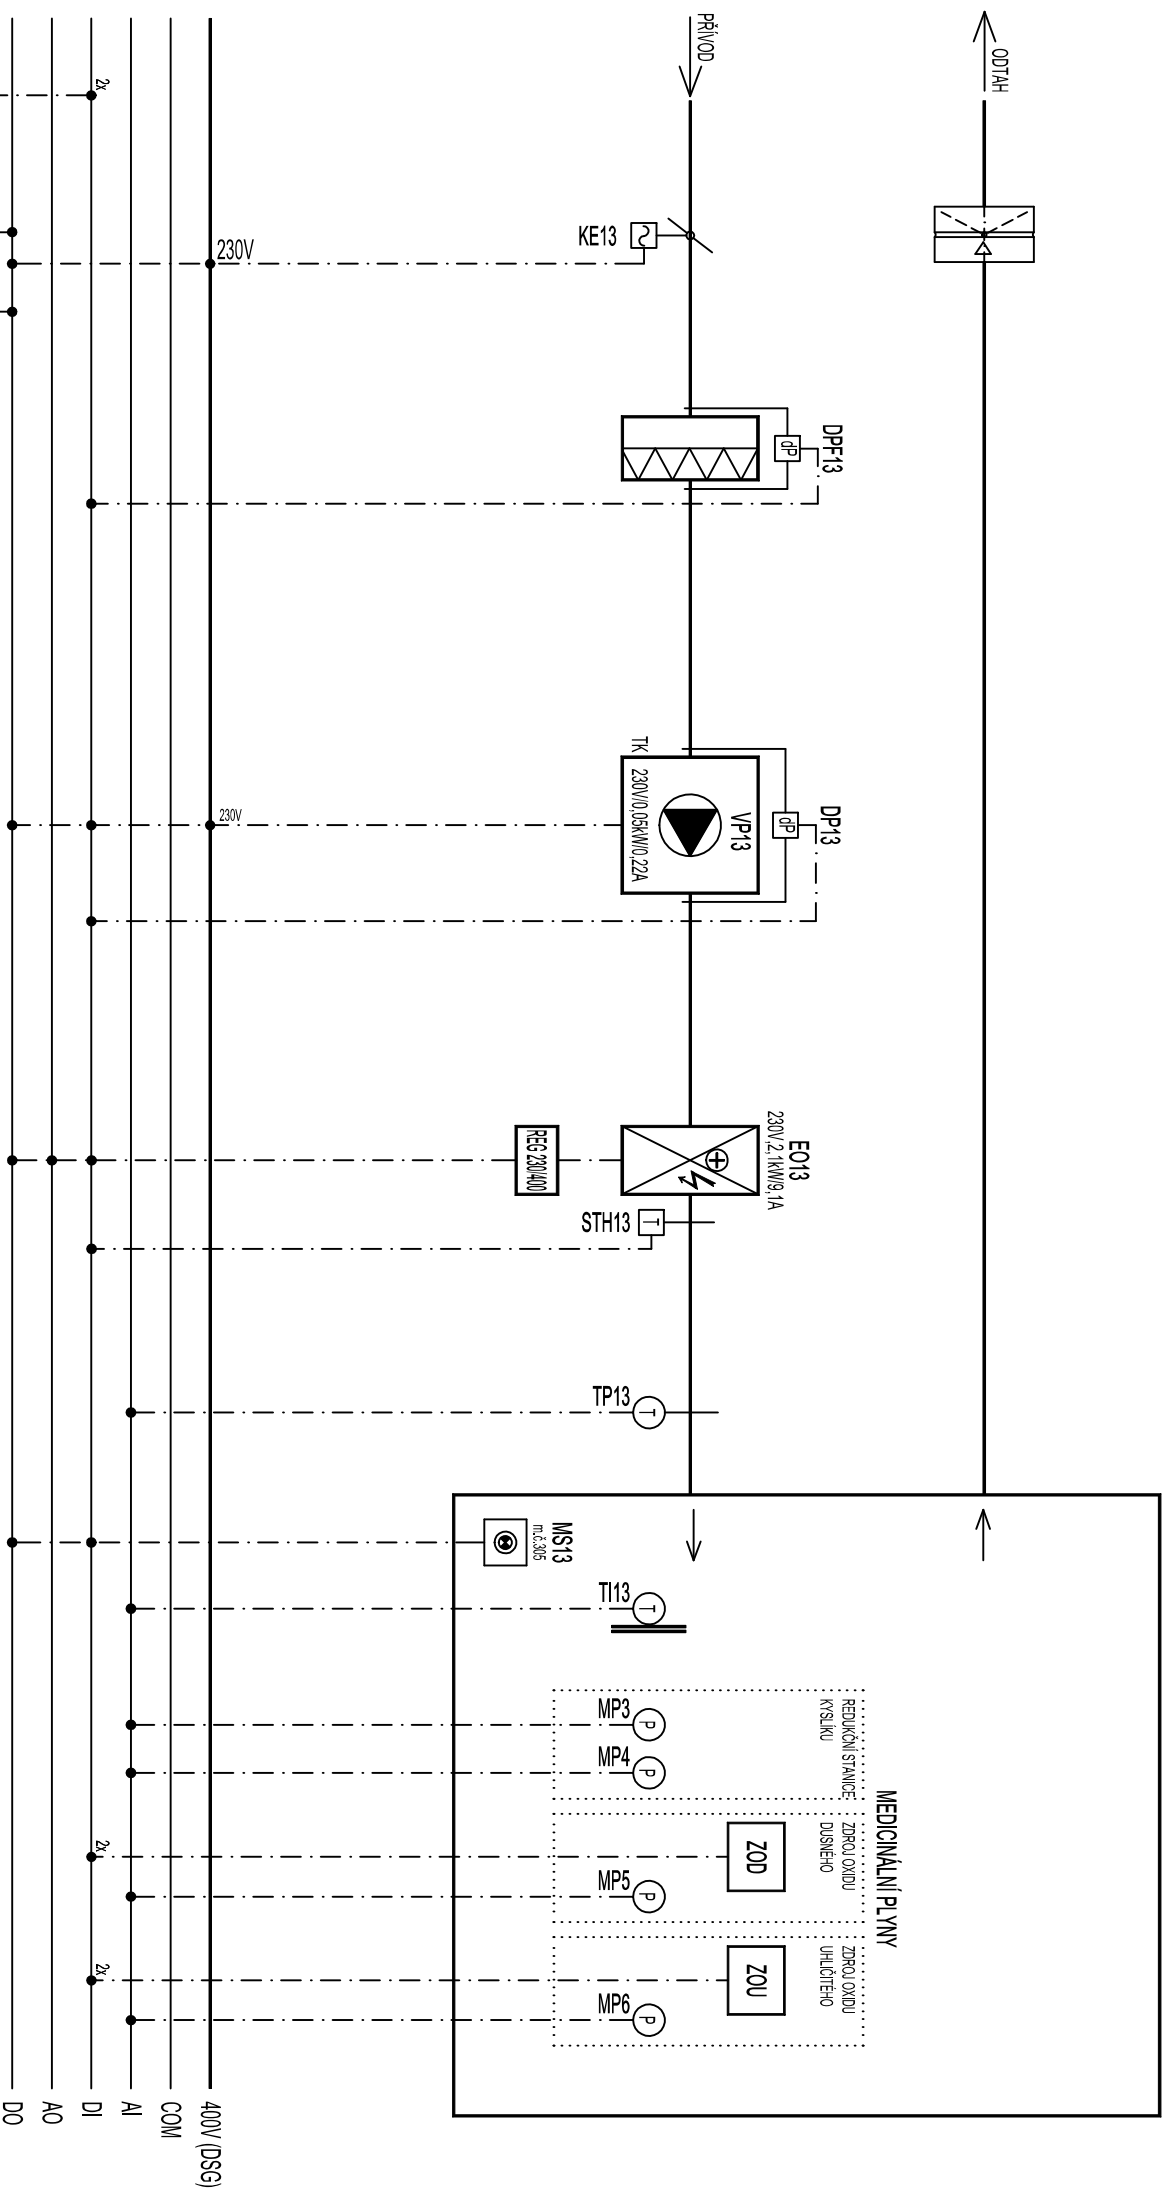 PŘÍVOD
ODTAH
2x
KE13
230V
DPF13
dP
DP13
dP
TK
230V/0,05kW/0,22A
VP13
230V
EO13
230V,2,1kW/9,1A
REG 230/400
STH13
T
TP13
T
MS13
m.č.305
TI13
T
MEDICINÁLNÍ PLYNY
REDUKČNÍ STANICE
KYSLÍKU
MP3
P
MP4
P
ZDROJ OXIDU
DUSNÉHO
ZOD
2x
MP5
P
ZDROJ OXIDU
UHLIČITÉHO
ZOU
2x
MP6
P
400V (DSG)
COM
AI
DI
AO
DO